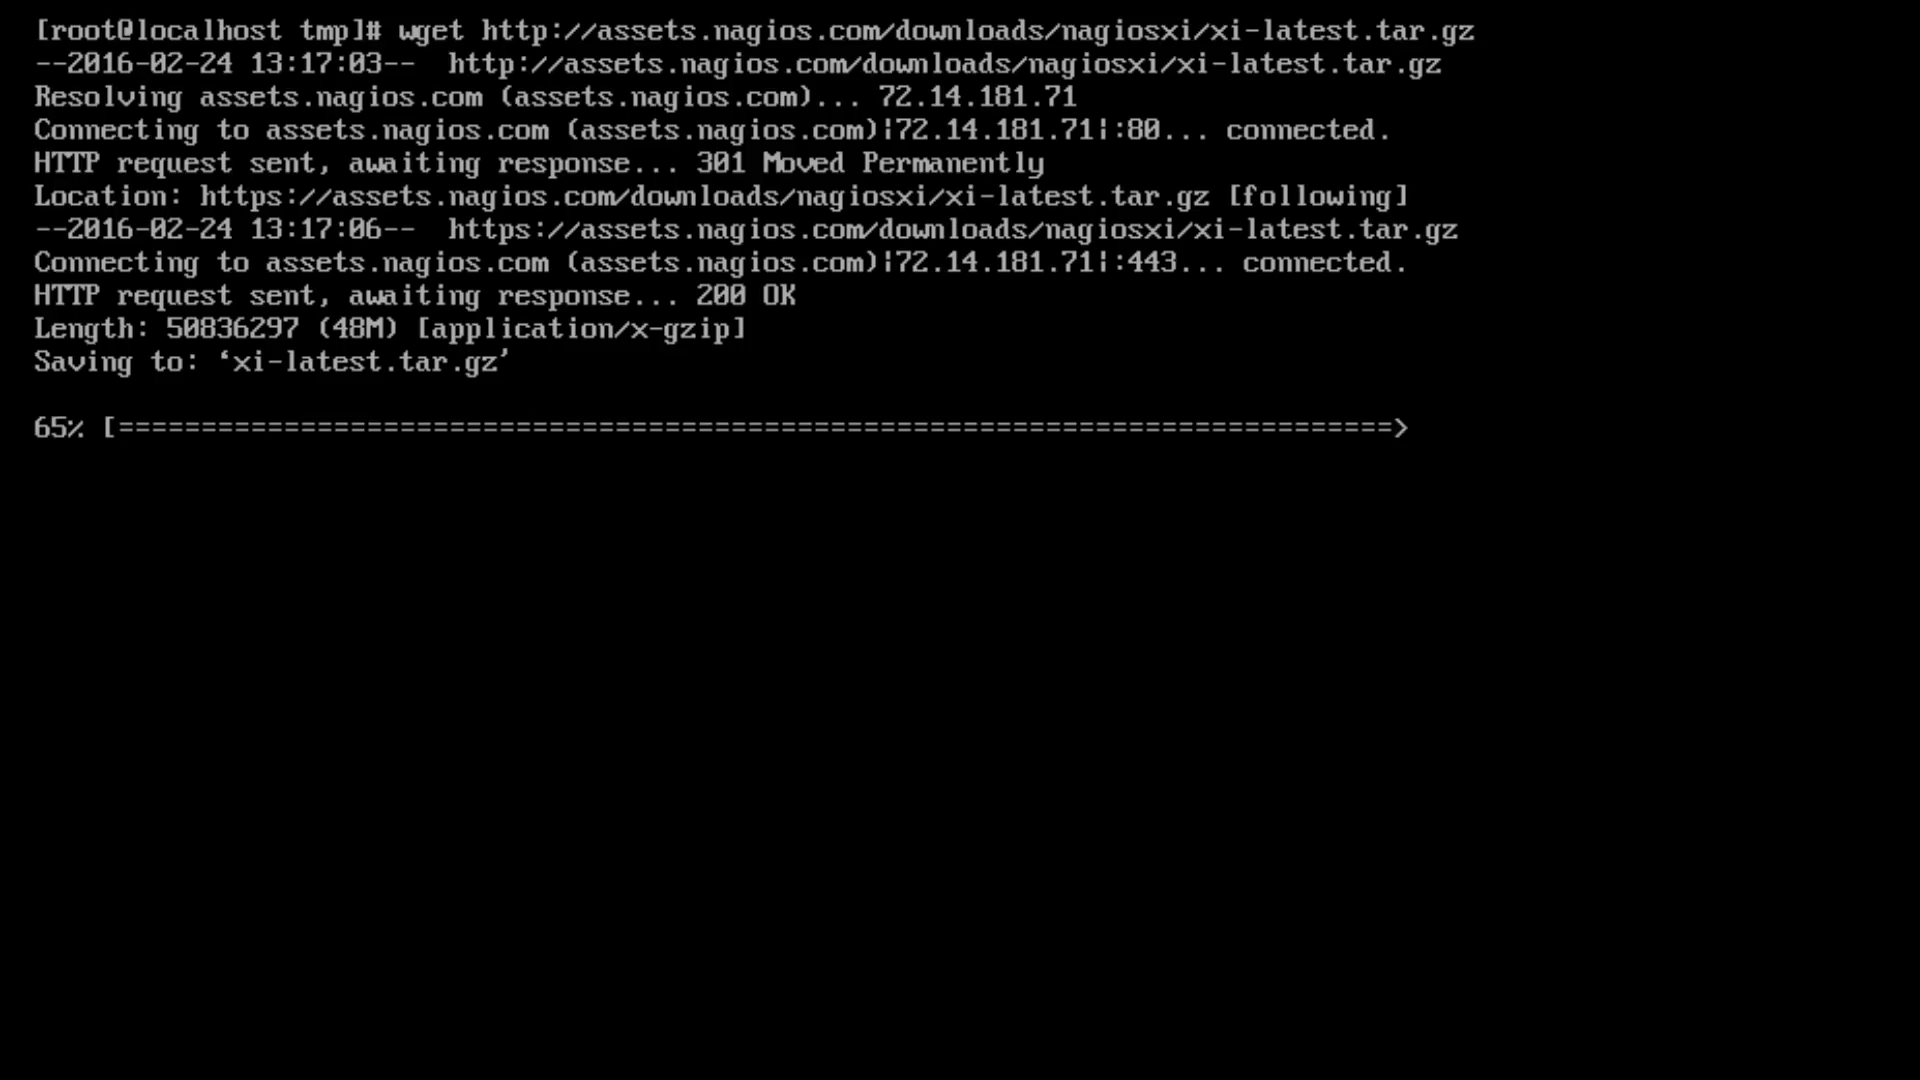 [root@localhost tmp]# wget http://assets.nagios.com/downloads/nagiosxi/xi-latest.tar.gz
--2016-02-24 13:17:03--  http://assets.nagios.com/downloads/nagiosxi/xi-latest.tar.gz
Resolving assets.nagios.com (assets.nagios.com)... 72.14.181.71
Connecting to assets.nagios.com (assets.nagios.com)|72.14.181.71|:80... connected.
HTTP request sent, awaiting response... 301 Moved Permanently
Location: https://assets.nagios.com/downloads/nagiosxi/xi-latest.tar.gz [following]
--2016-02-24 13:17:06--  https://assets.nagios.com/downloads/nagiosxi/xi-latest.tar.gz
Connecting to assets.nagios.com (assets.nagios.com)|72.14.181.71|:443... connected.
HTTP request sent, awaiting response... 200 OK
Length: 50836297 (48M) [application/x-gzip]
Saving to: ‘xi-latest.tar.gz’
65% [=============================================================================>